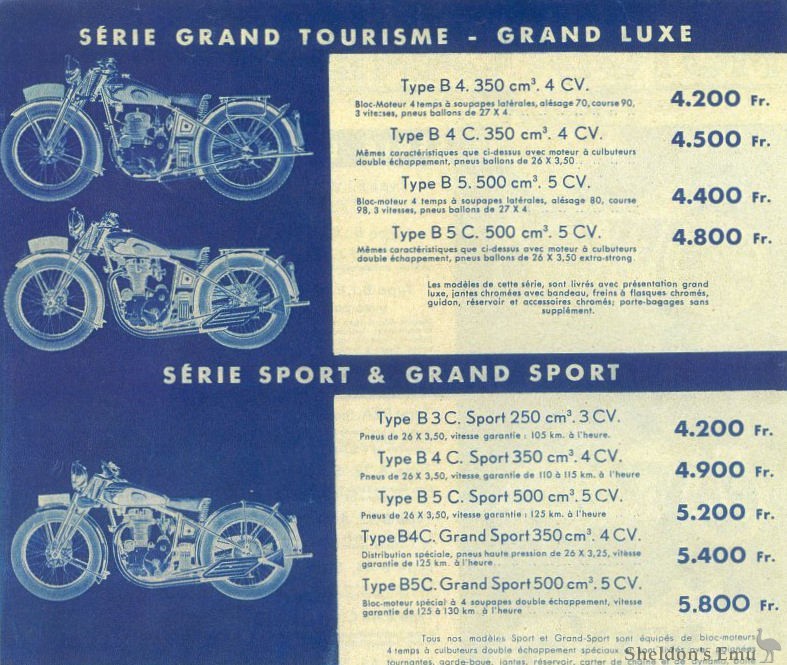 SÉRIE GRAND TOURISME - GRAND LUXE
Type B 4. 350 cm³. 4 CV.
Bloc-Moteur 4 temps à soupapes latérales, alésage 70, course 90,
3 vitesses, pneus ballons de 27 X 4.
4.200 Fr.
Type B 4 C. 350 cm³. 4 CV.
Mêmes caractéristiques que ci-dessus avec moteur à culbuteurs
double échappement, pneus ballons de 26 X 3,50
4.500 Fr.
Type B 5. 500 cm³. 5 CV.
Bloc-moteur 4 temps à soupapes latérales, alésage 80, course
98, 3 vitesses, pneus ballons de 27 X 4.
4.400 Fr.
Type B 5 C. 500 cm³. 5 CV.
Mêmes caractéristiques que ci-dessus avec moteur à culbuteurs
double échappement, pneus ballons de 26 X 3,50 extra-strong
4.800 Fr.
Les modèles de cette série, sont livrés avec présentation grand
luxe, jantes chromées avec bandeau, freins à flasques chromés,
guidon, réservoir et accessoires chromés; porte-bagages sans
supplément.
SÉRIE SPORT & GRAND SPORT
Type B 3 C. Sport 250 cm³. 3 CV.
Pneus de 26 X 3,50, vitesse garantie : 105 km. à l'heure.
4.200 Fr.
Type B 4 C. Sport 350 cm³. 4 CV.
Pneus de 26 X 3,50, vitesse garantie de 110 à 115 km. à l'heure
4.900 Fr.
Type B 5 C. Sport 500 cm³. 5 CV.
Pneus de 26 X 3,50, vitesse garantie : 125 km. à l'heure
5.200 Fr.
Type B4C. Grand Sport 350 cm³. 4 CV.
Distribution spéciale, pneus haute pression de 26 X 3,25, vitesse
garantie de 125 km. à l'heure
5.400 Fr.
Type B5C. Grand Sport 500 cm³. 5 CV.
Bloc-moteur spécial à 4 soupapes double échappement, vitesse
garantie de 125 à 130 km. à l'heure
5.800 Fr.
Tous nos modèles Sport et Grand-Sport sont équipés de bloc-moteurs
4 temps à culbuteurs double échappement spéciaux
tournantes, garde-boue, jantes, réservoir, carter de
Sheldon's Emu